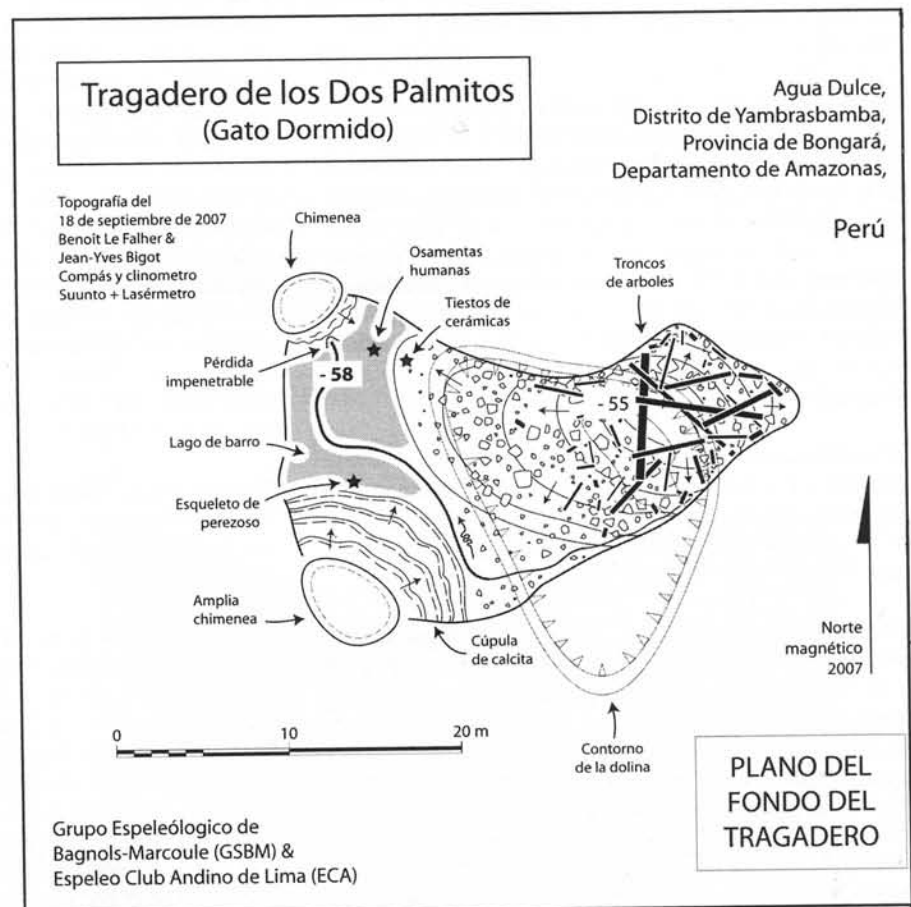 Tragadero de los Dos Palmitos
(Gato Dormido)
Agua Dulce,
Distrito de Yambrasbamba,
Provincia de Bongará,
Departamento de Amazonas,
Perú
Topografía del
18 de septiembre de 2007
Benoît Le Falher &
Jean-Yves Bigot
Compás y clinometro
Suunto + Lasérmetro
Chimenea
Osamentas
humanas
Tiestos de
cerámicas
Troncos
de arboles
Pérdida
impenetrable
- 58
- 55
Lago de barro
Esqueleto de
perezoso
Amplia
chimenea
Cúpula
de calcita
Norte
magnético
2007
0 10 20 m
Contorno
de la dolina
PLANO DEL
FONDO DEL
TRAGADERO
Grupo Espeleólogico de
Bagnols-Marcoule (GSBM) &
Espeleo Club Andino de Lima (ECA)